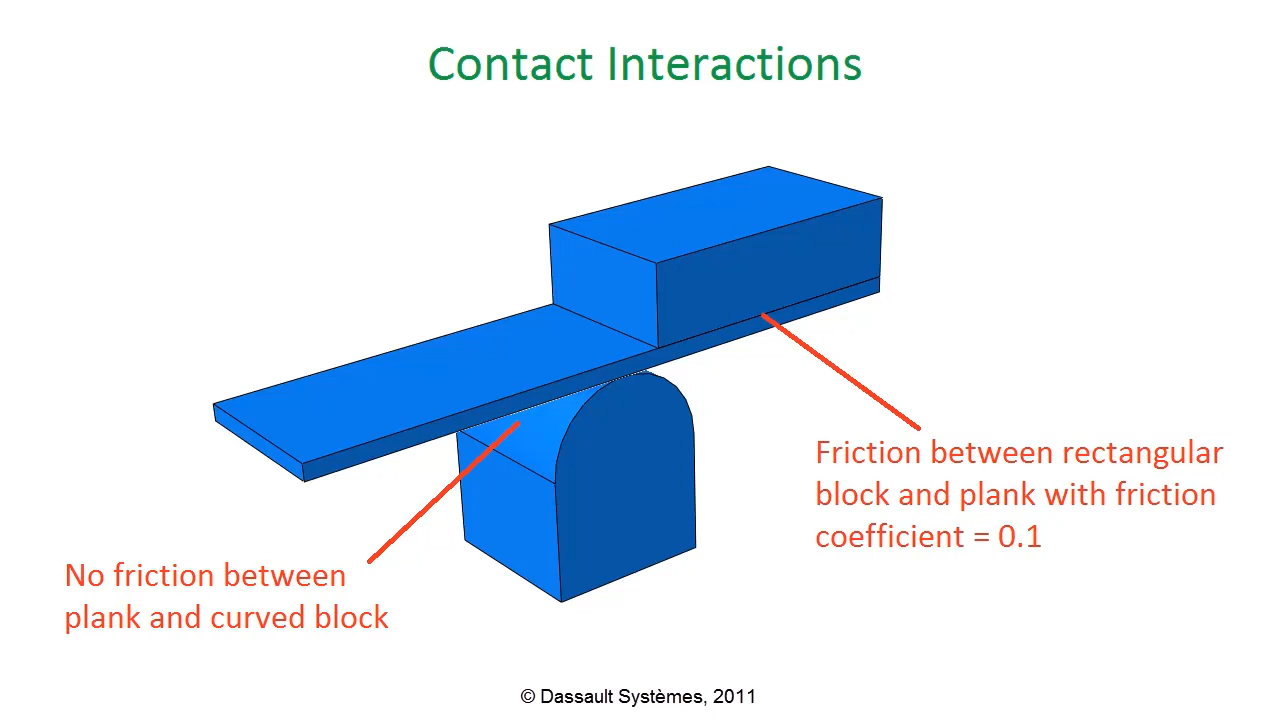 Contact Interactions
Friction between rectangular
block and plank with friction
coefficient = 0.1
No friction between
plank and curved block
© Dassault Systèmes, 2011